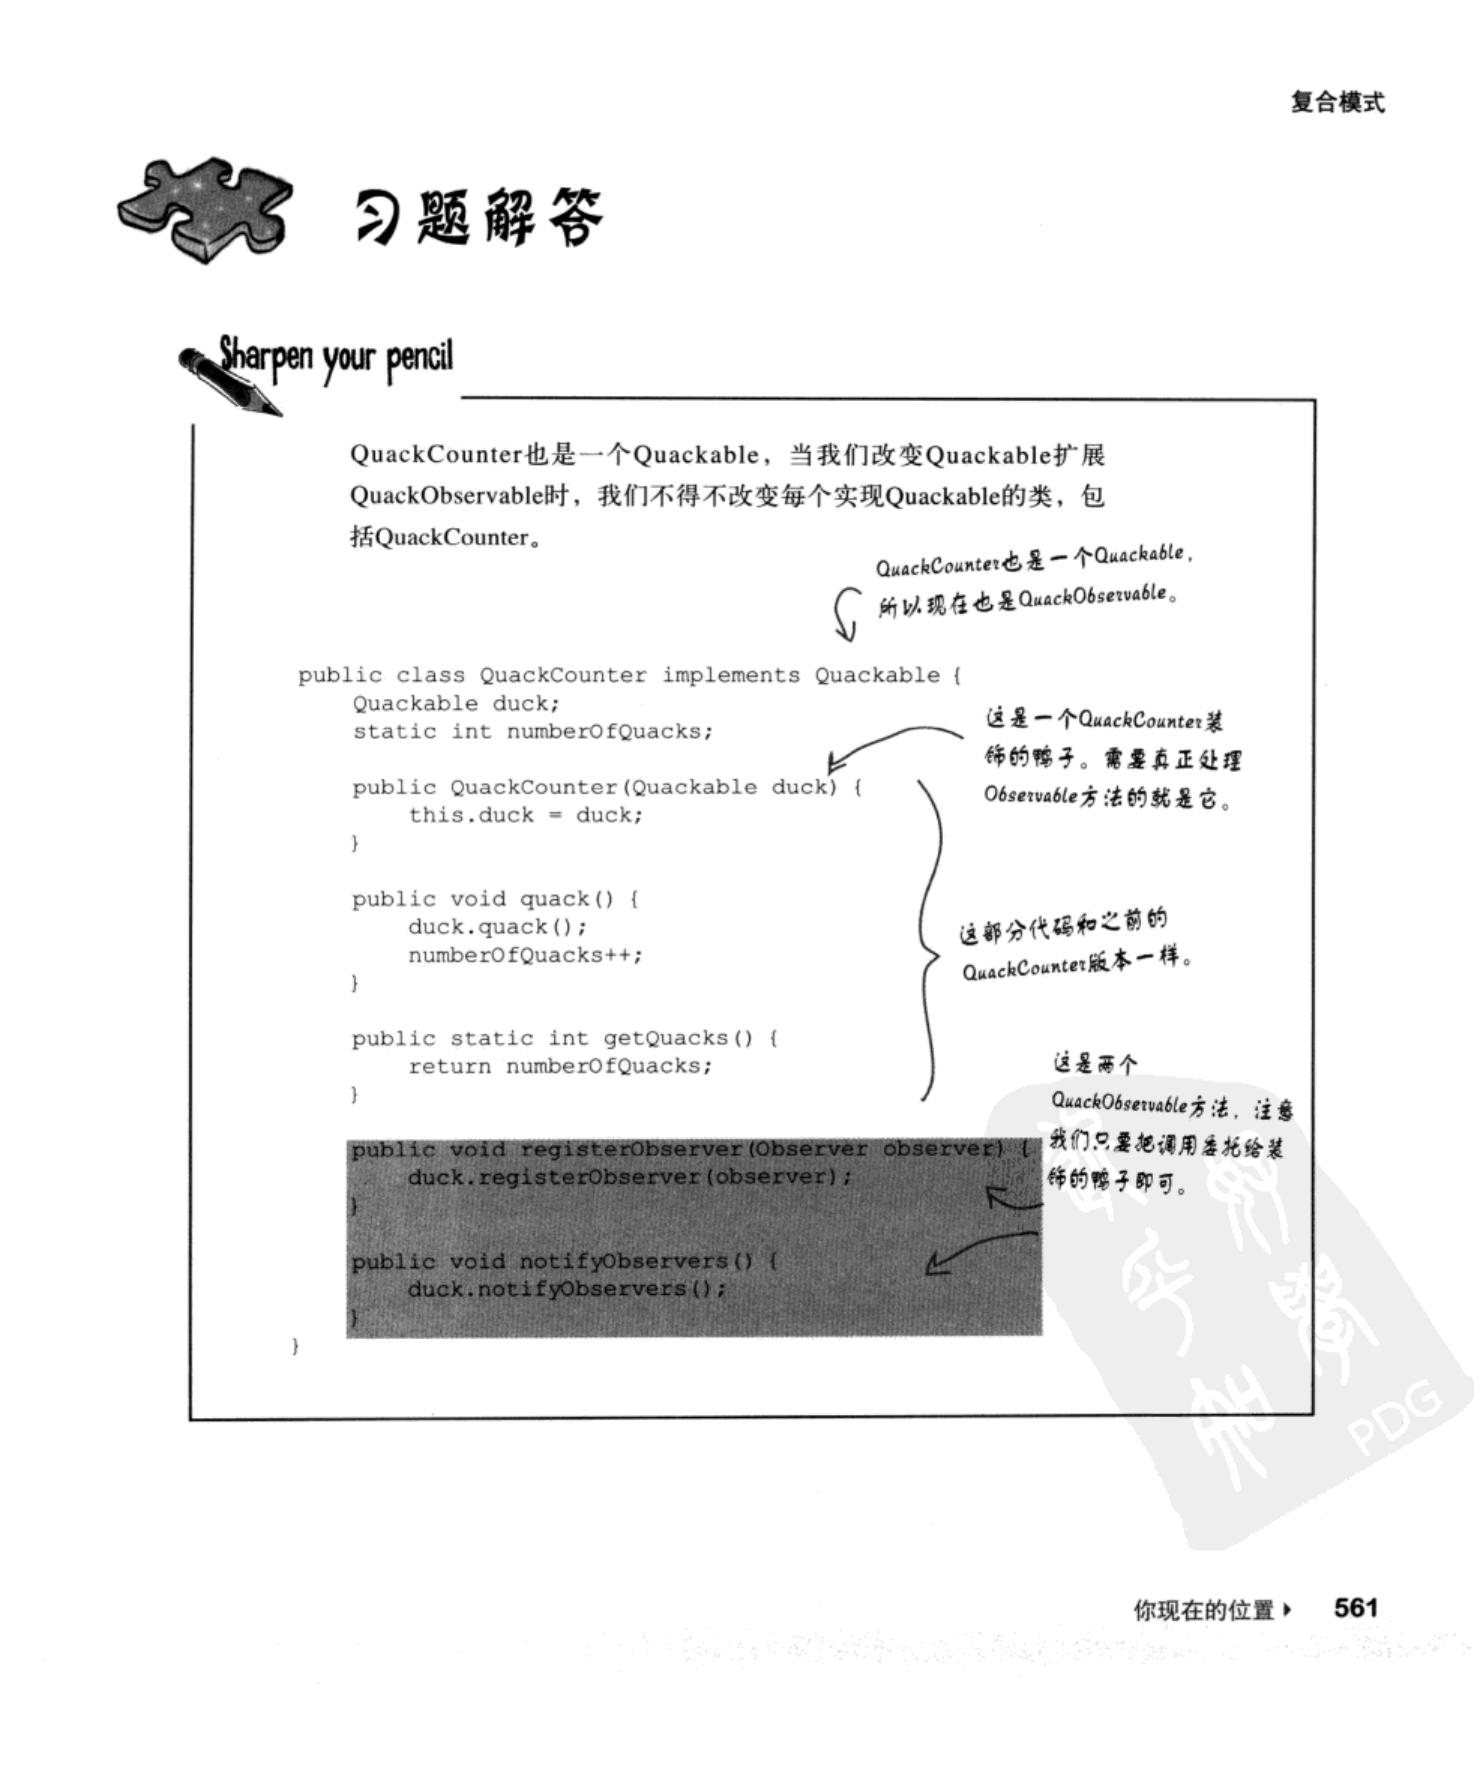 复合模式
习题解答
Sharpen your pencil
QuackCounter也是一个Quackable，当我们改变Quackable扩展
QuackObservable时，我们不得不改变每个实现Quackable的类，包
括QuackCounter。
QuackCounter也是一个Quackable，
所以现在也是QuackObservable。
public class QuackCounter implements Quackable {
Quackable duck;
static int numberOfQuacks;
这是一个QuackCounter装
饰的鸭子。需要真正处理
Observable方法的就是它。
public QuackCounter(Quackable duck) {
this.duck = duck;
}
public void quack() {
duck.quack();
numberOfQuacks++;
}
这部分代码和之前的
QuackCounter版本一样。
public static int getQuacks() {
return numberOfQuacks;
}
这是两个
QuackObservable方法，注意
我们只要把调用委托给装
饰的鸭子即可。
public void registerObserver(Observer observer) {
duck.registerObserver(observer);
}
public void notifyObservers() {
duck.notifyObservers();
}
}
PDG
你现在的位置 561